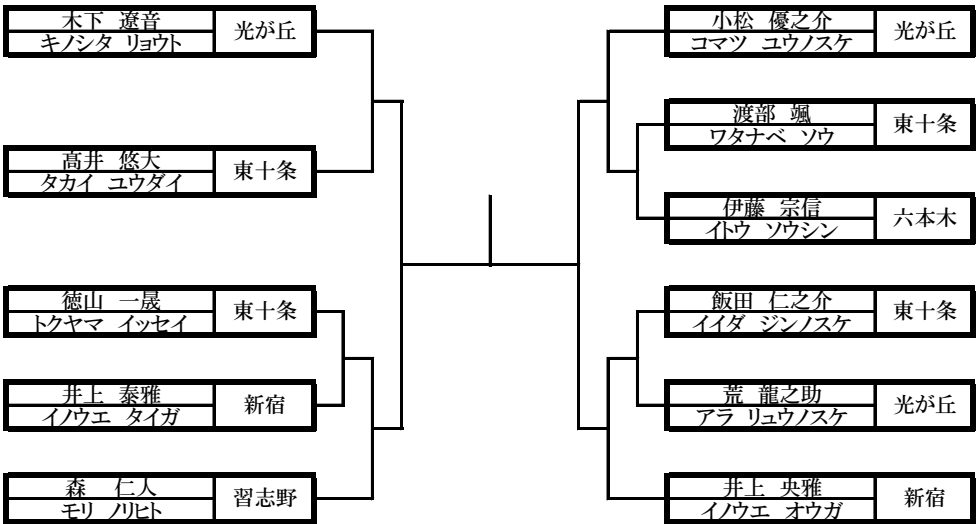 木下 遼音
光が丘
キノシタ リョウト
髙井 悠大
東十条
タカイ ユウダイ
徳山 一晟
東十条
トクヤマ イッセイ
井上 泰雅
新宿
イノウエ タイガ
森 仁人
習志野
モリ ノリヒト
小松 優之介
光が丘
コマツ ユウノスケ
渡部 颯
東十条
ワタナベ ソウ
伊藤 宗信
六本木
イトウ ソウシン
飯田 仁之介
東十条
イイダ ジンノスケ
荒 龍之助
光が丘
アラ リュウノスケ
井上 央雅
新宿
イノウエ オウガ